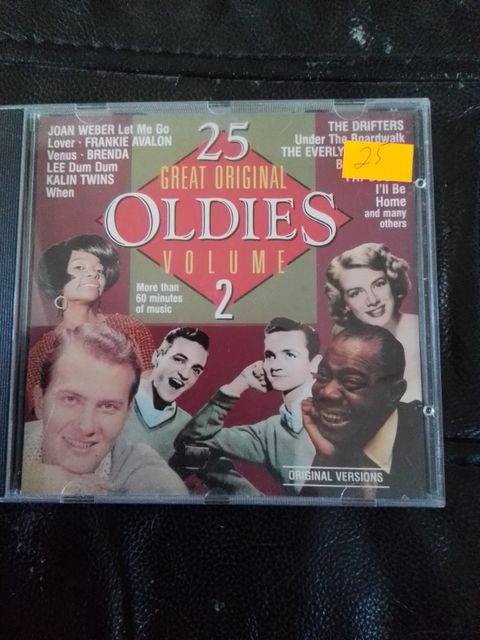 JOAN WEBER Let Me Go
Lover · FRANKIE AVALON
Venus · BRENDA
LEE Dum Dum
KALIN TWINS
When
25
GREAT ORIGINAL
OLDIES
VOLUME
2
More than
60 minutes
of music
THE DRIFTERS
Under The Boardwalk
THE EVERLY
25
I'll Be
Home
and many
others
ORIGINAL VERSIONS